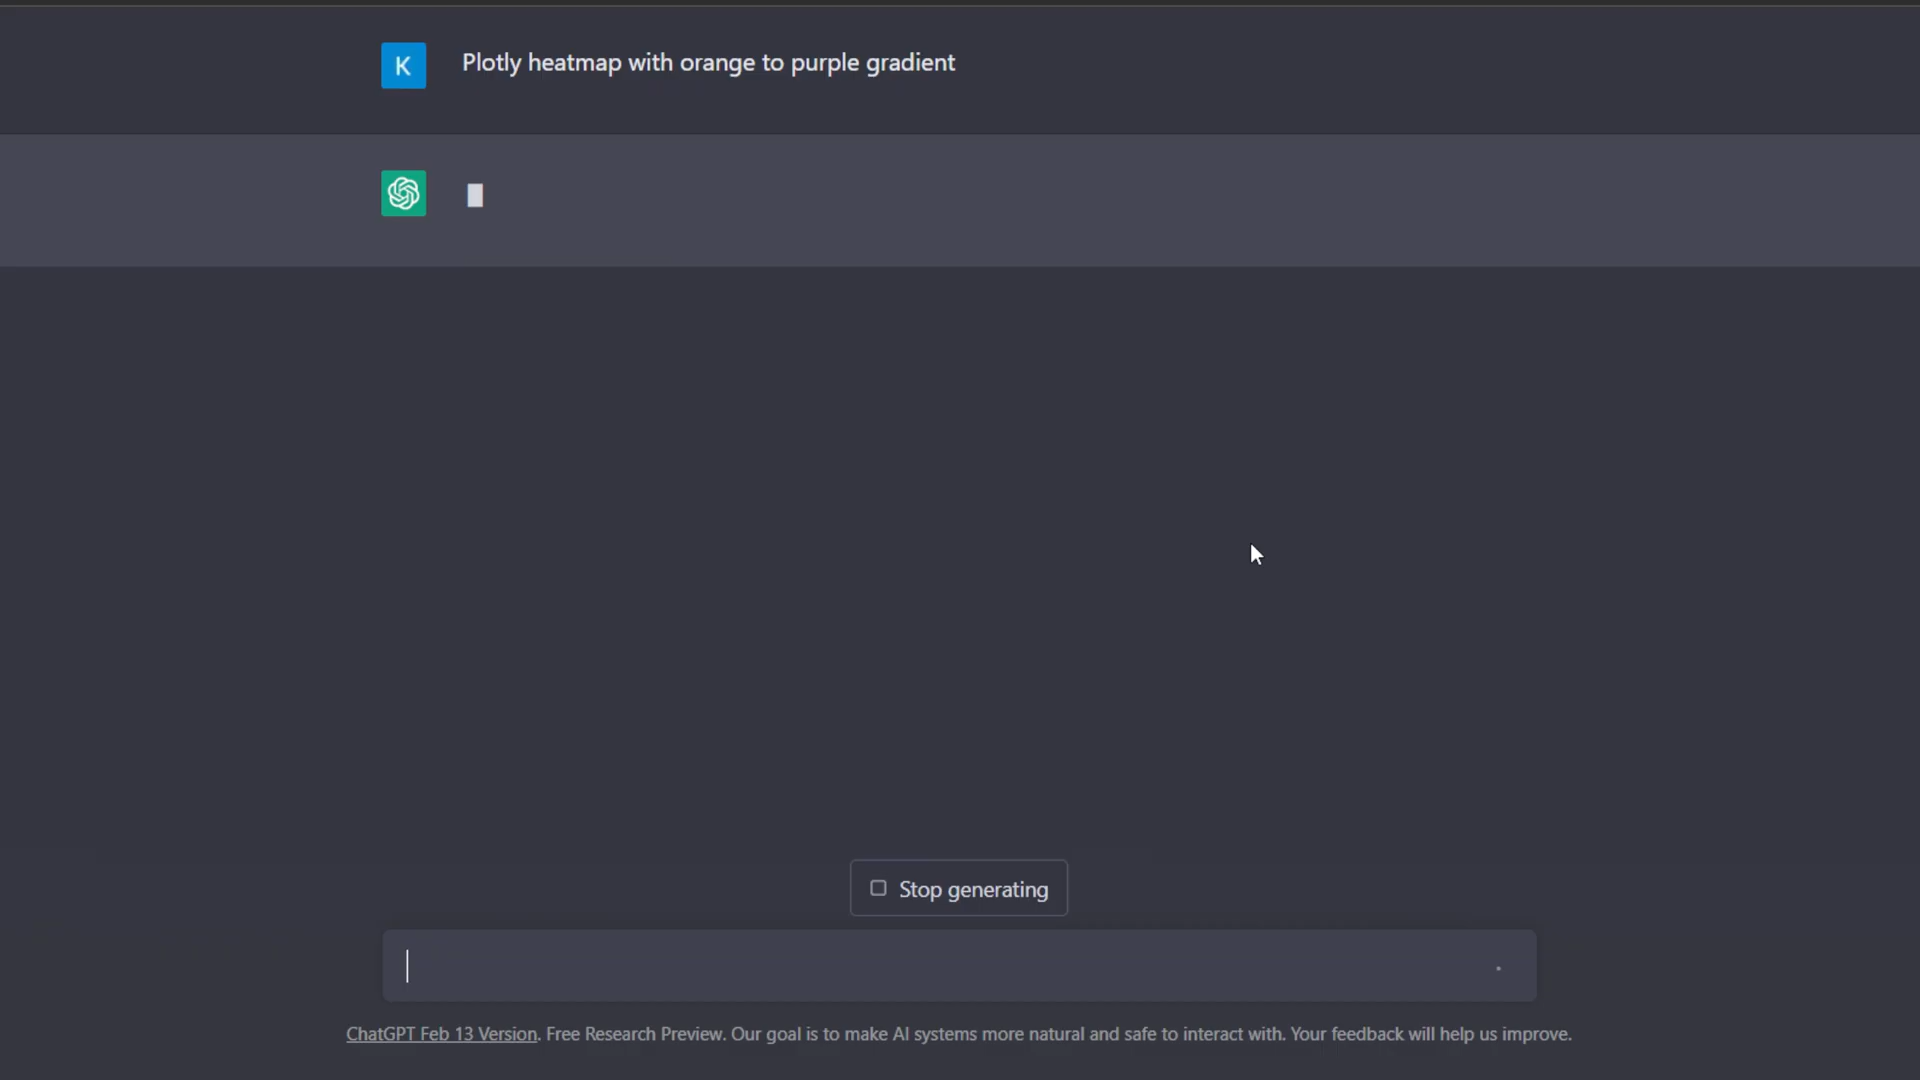 K
Plotly heatmap with orange to purple gradient
Stop generating
ChatGPT Feb 13 Version. Free Research Preview. Our goal is to make AI systems more natural and safe to interact with. Your feedback will help us improve.